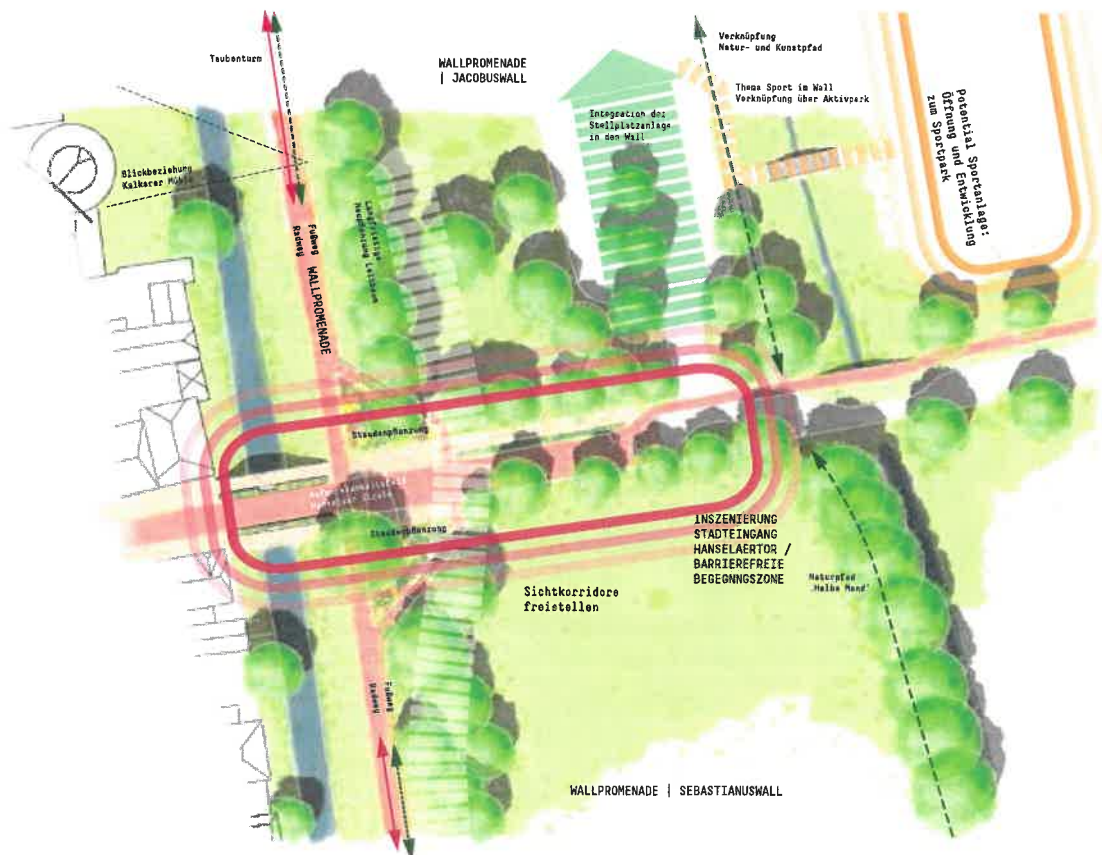 Taubenturm
WALLPROMENADE
| JACOBUSWALL
Verknüpfung
Natur- und Kunstpfad
Thema Sport im Wall
Verknüpfung über Aktivpark
Integration der
Stellplatzanlage
in den Wall
Potential Sportanlage:
Öffnung und Entwicklung
zum Sportpark
Blickbeziehung
Kalkarer Mühle
Fußweg
Radweg
WALLPROMENADE
Langfristige
Neupflanzung
Staudenpflanzung
Staudenpflanzung
INSZENIERUNG
STADTEINGANG
HANSELAERTOR /
BARRIEREFREIE
BEGEGNNGSZONE
Sichtkorridore
freistellen
Naturpfad
„Halbe Mond"
Fußweg
Radweg
WALLPROMENADE | SEBASTIANUSWALL